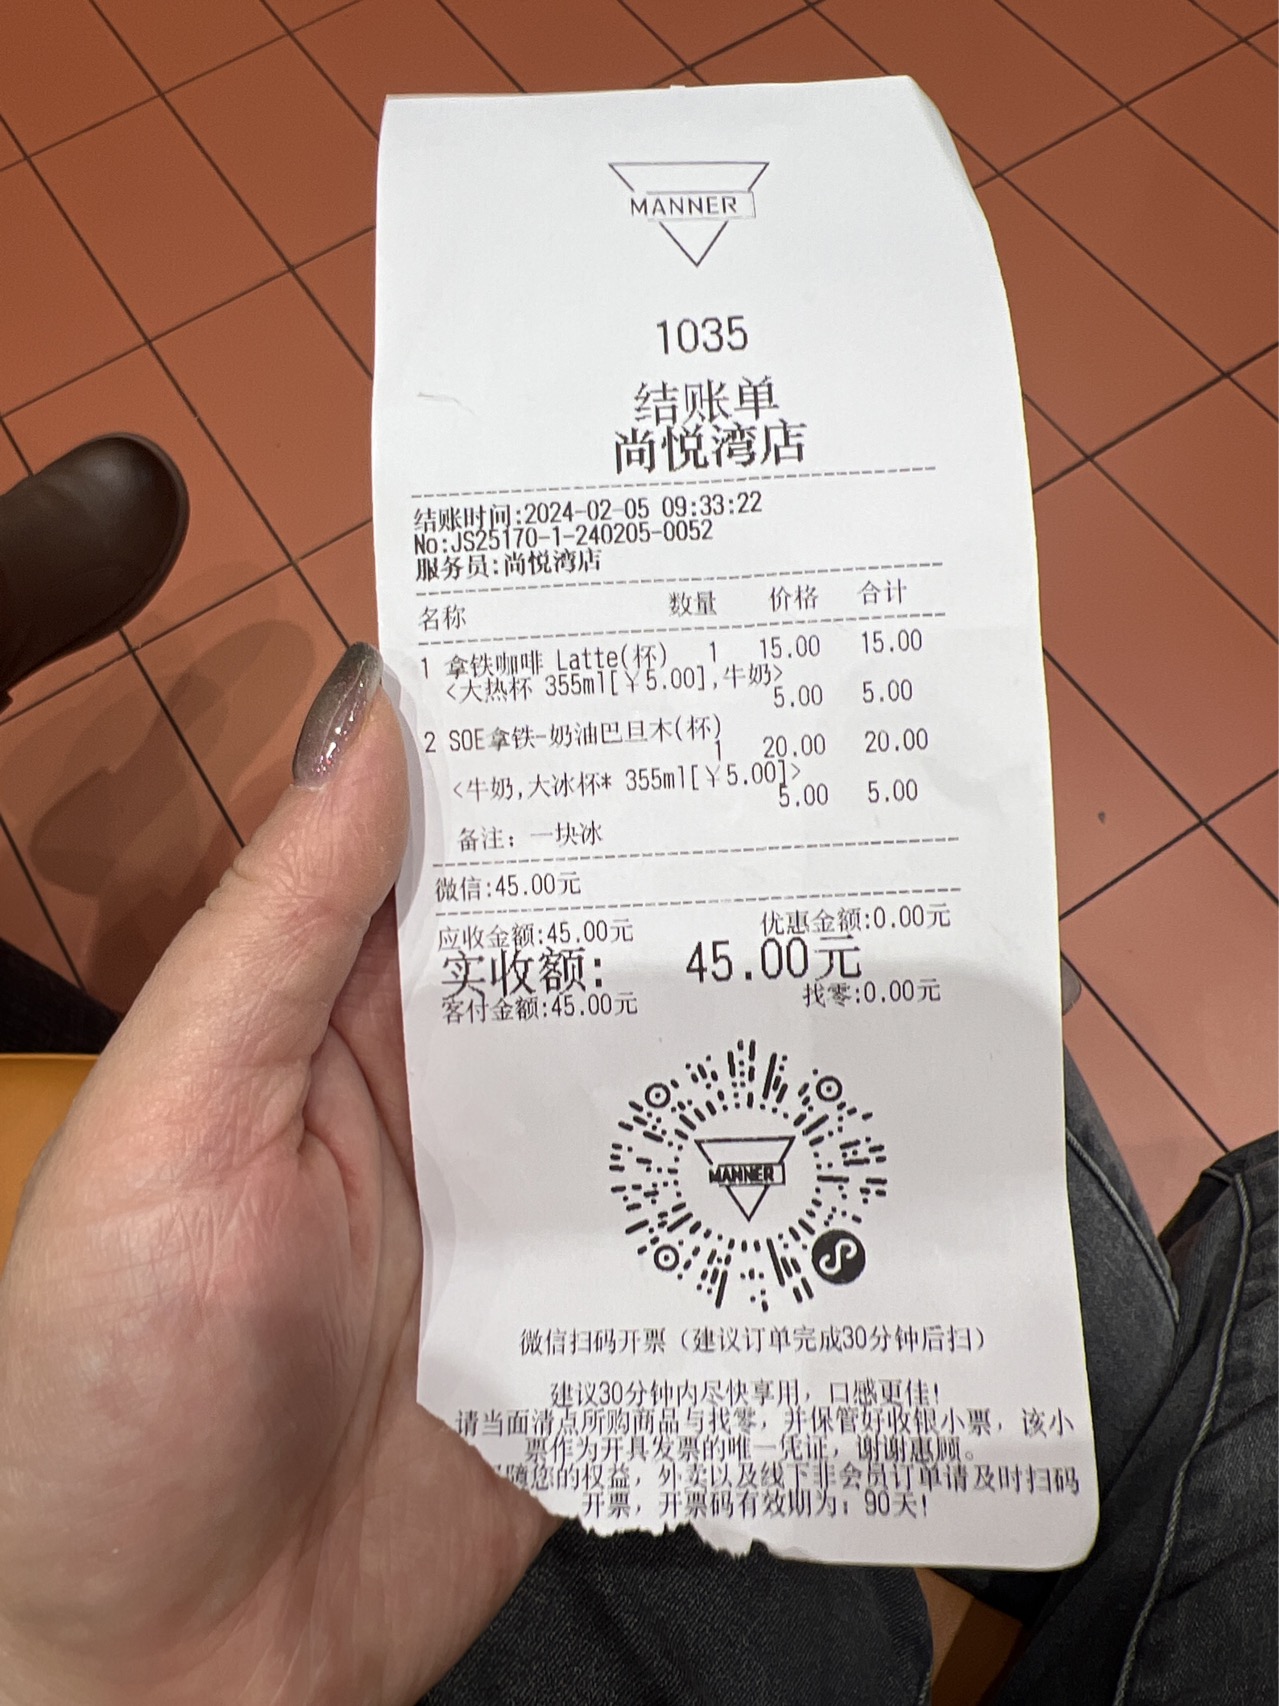 MANNER
1035
结账单
尚悦湾店
结账时间:2024-02-05 09:33:22
No:JS25170-1-240205-0052
服务员:尚悦湾店
名称 数量 价格 合计
1 拿铁咖啡 Latte(杯) 1 15.00 15.00
<大热杯 355ml[￥5.00],牛奶>
5.00 5.00
2 SOE拿铁-奶油巴旦木(杯)
1 20.00 20.00
<牛奶,大冰杯* 355ml[￥5.00]>
5.00 5.00
备注: 一块冰
微信:45.00元
应收金额:45.00元 优惠金额:0.00元
实收额: 45.00元
客付金额:45.00元 找零:0.00元
MANNER
微信扫码开票（建议订单完成30分钟后扫）
建议30分钟内尽快享用，口感更佳！
请当面清点所购商品与找零，并保管好收银小票，该小
票作为开具发票的唯一凭证，谢谢惠顾。
障您的权益，外卖以及线下非会员订单请及时扫码
开票，开票码有效期为：90天！